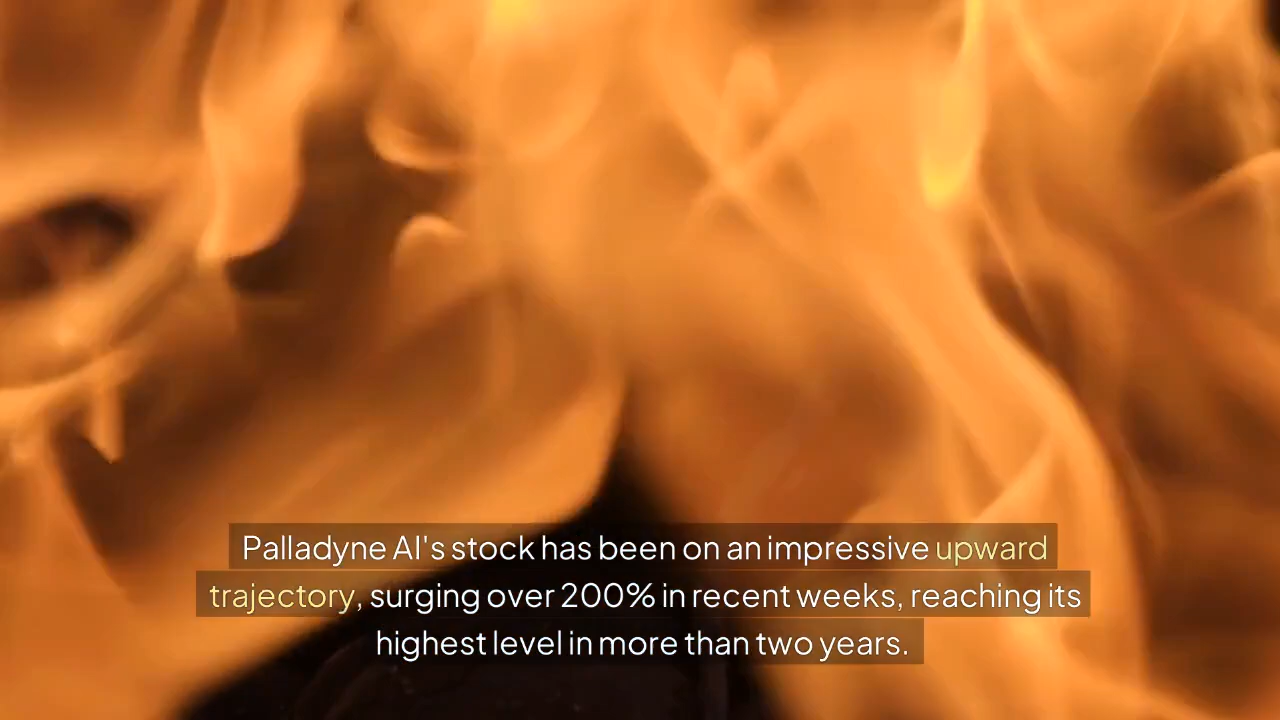 Palladyne AI's stock has been on an impressive upward
trajectory, surging over 200% in recent weeks, reaching its
highest level in more than two years.